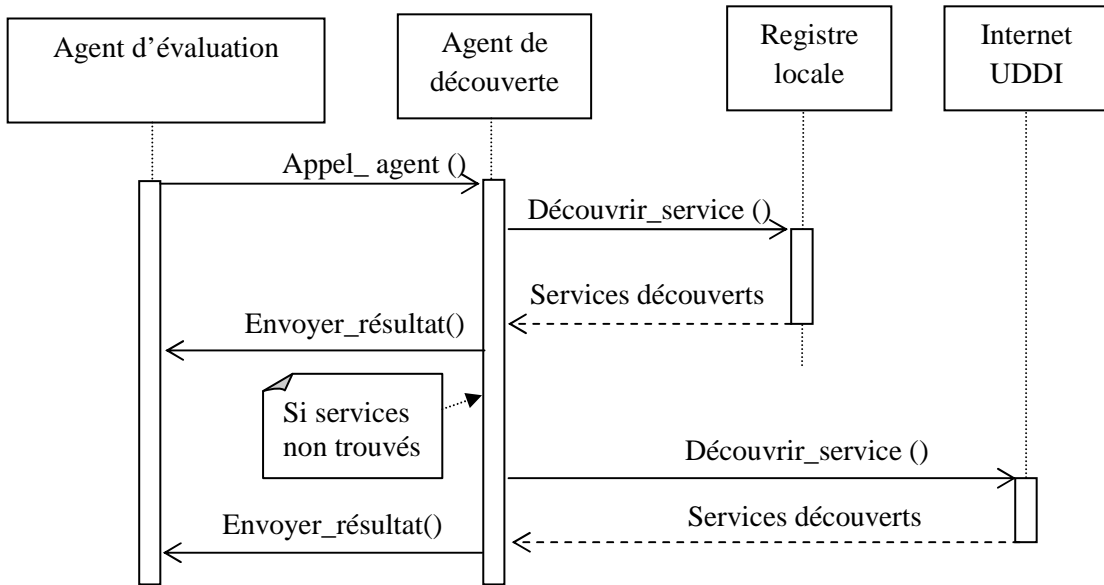 Agent d’évaluation
Agent de
découverte
Registre
locale
Internet
UDDI
Appel_ agent ()
Découvrir_service ()
Services découverts
Envoyer_résultat()
Si services
non trouvés
Découvrir_service ()
Services découverts
Envoyer_résultat()